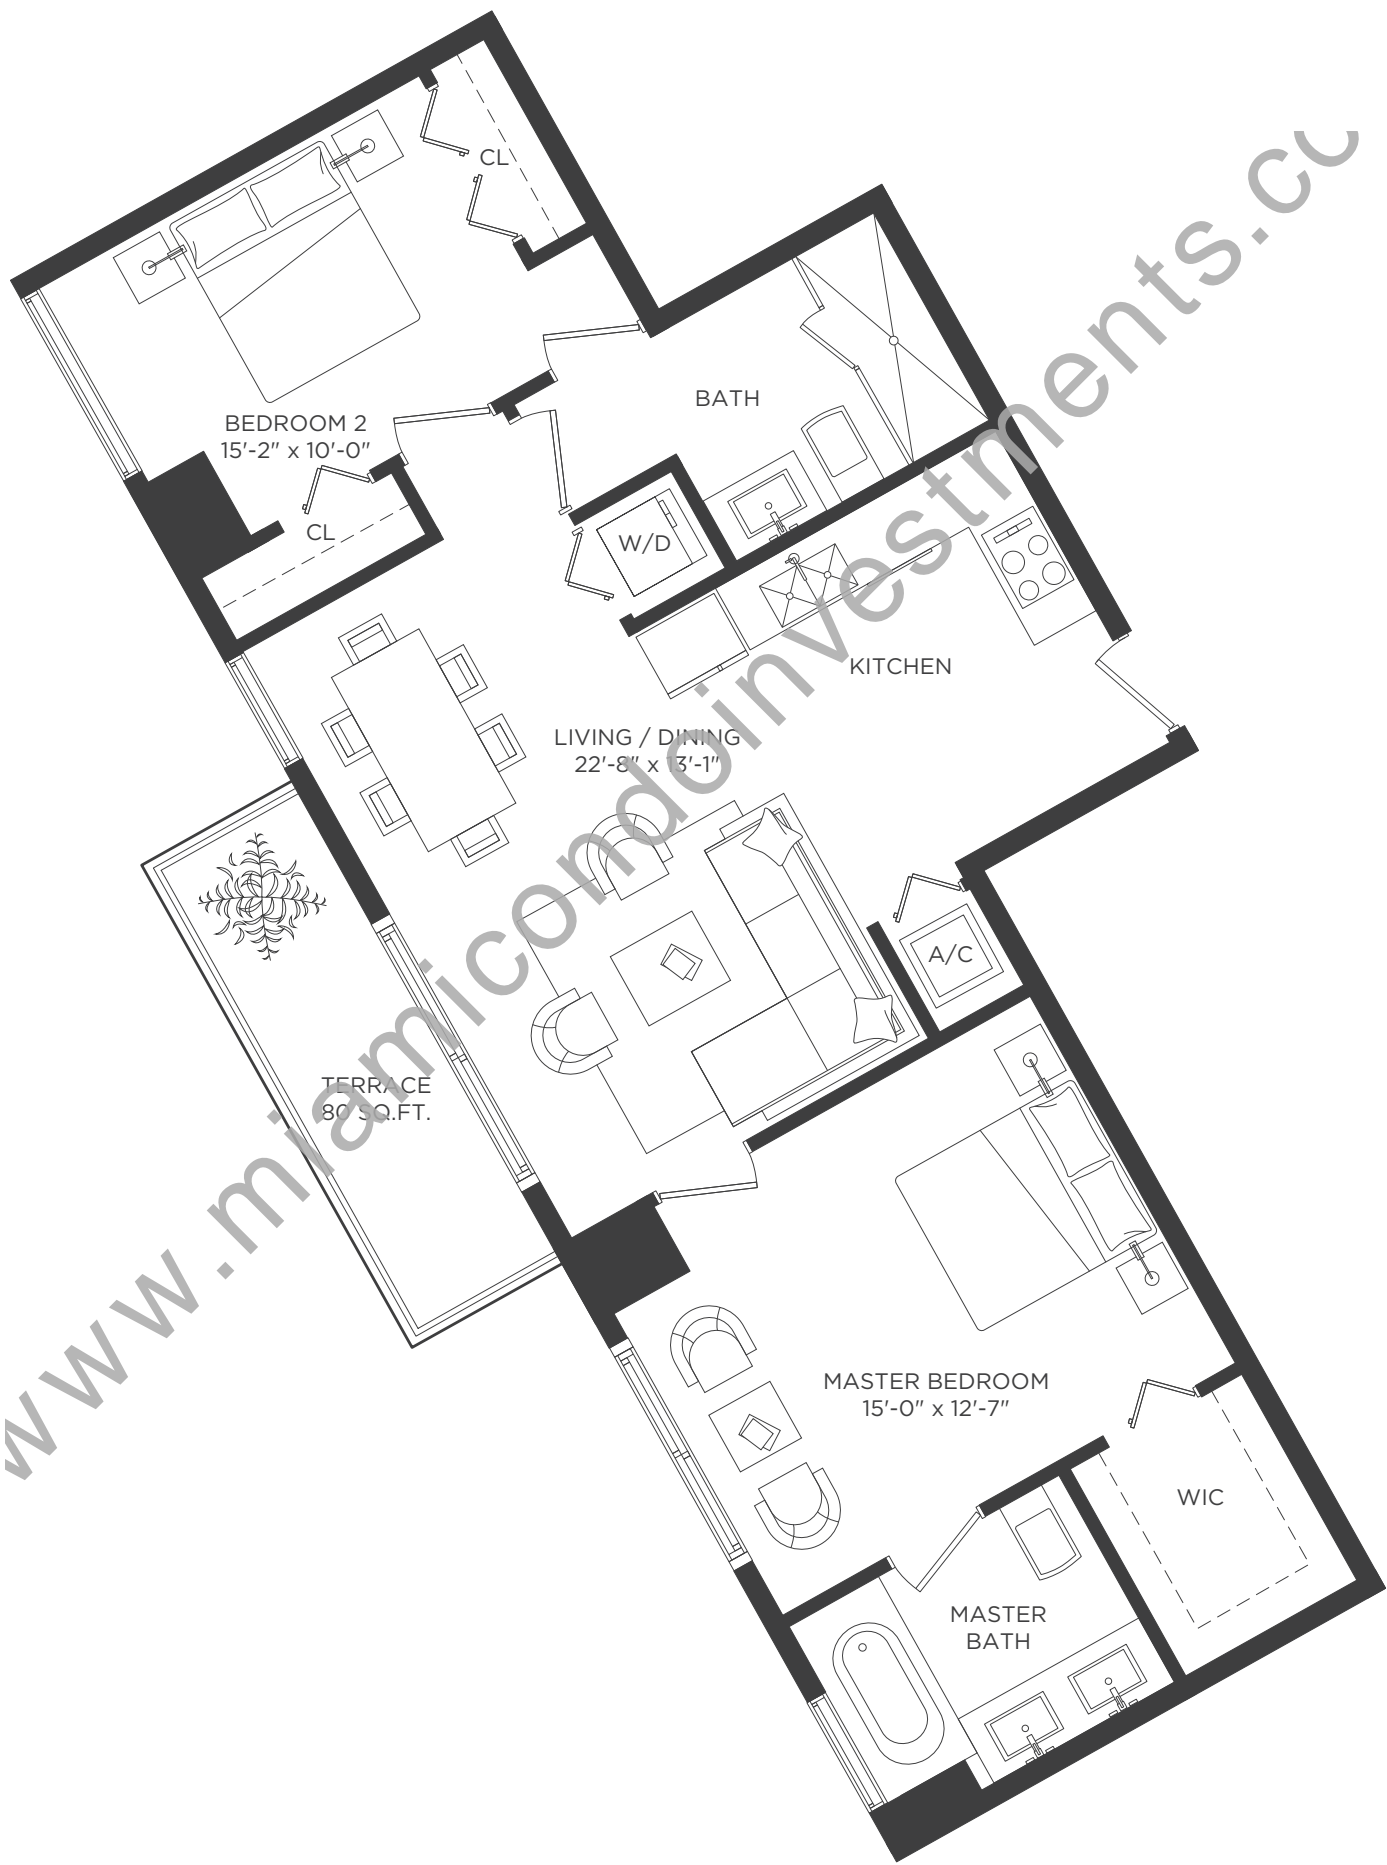 CL
BEDROOM 2
15'-2" x 10'-0"
BATH
CL
W/D
KITCHEN
LIVING / DINING
22'-8" x 13'-1"
A/C
TERRACE
80 SQ.FT.
MASTER BEDROOM
15'-0" x 12'-7"
WIC
MASTER
BATH
www.miamicondoinvestments.co